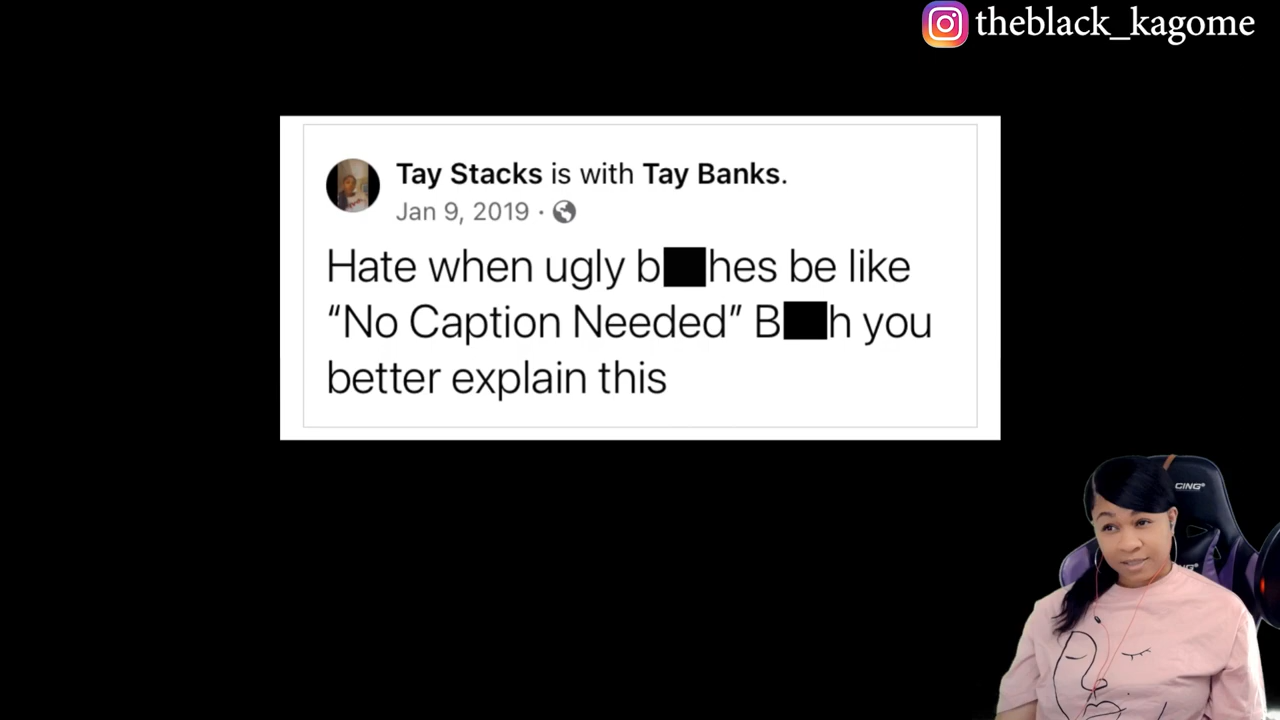 theblack_kagome
Tay Stacks is with Tay Banks.
Jan 9, 2019 ·
Hate when ugly b██hes be like
“No Caption Needed” B██h you
better explain this
CING®